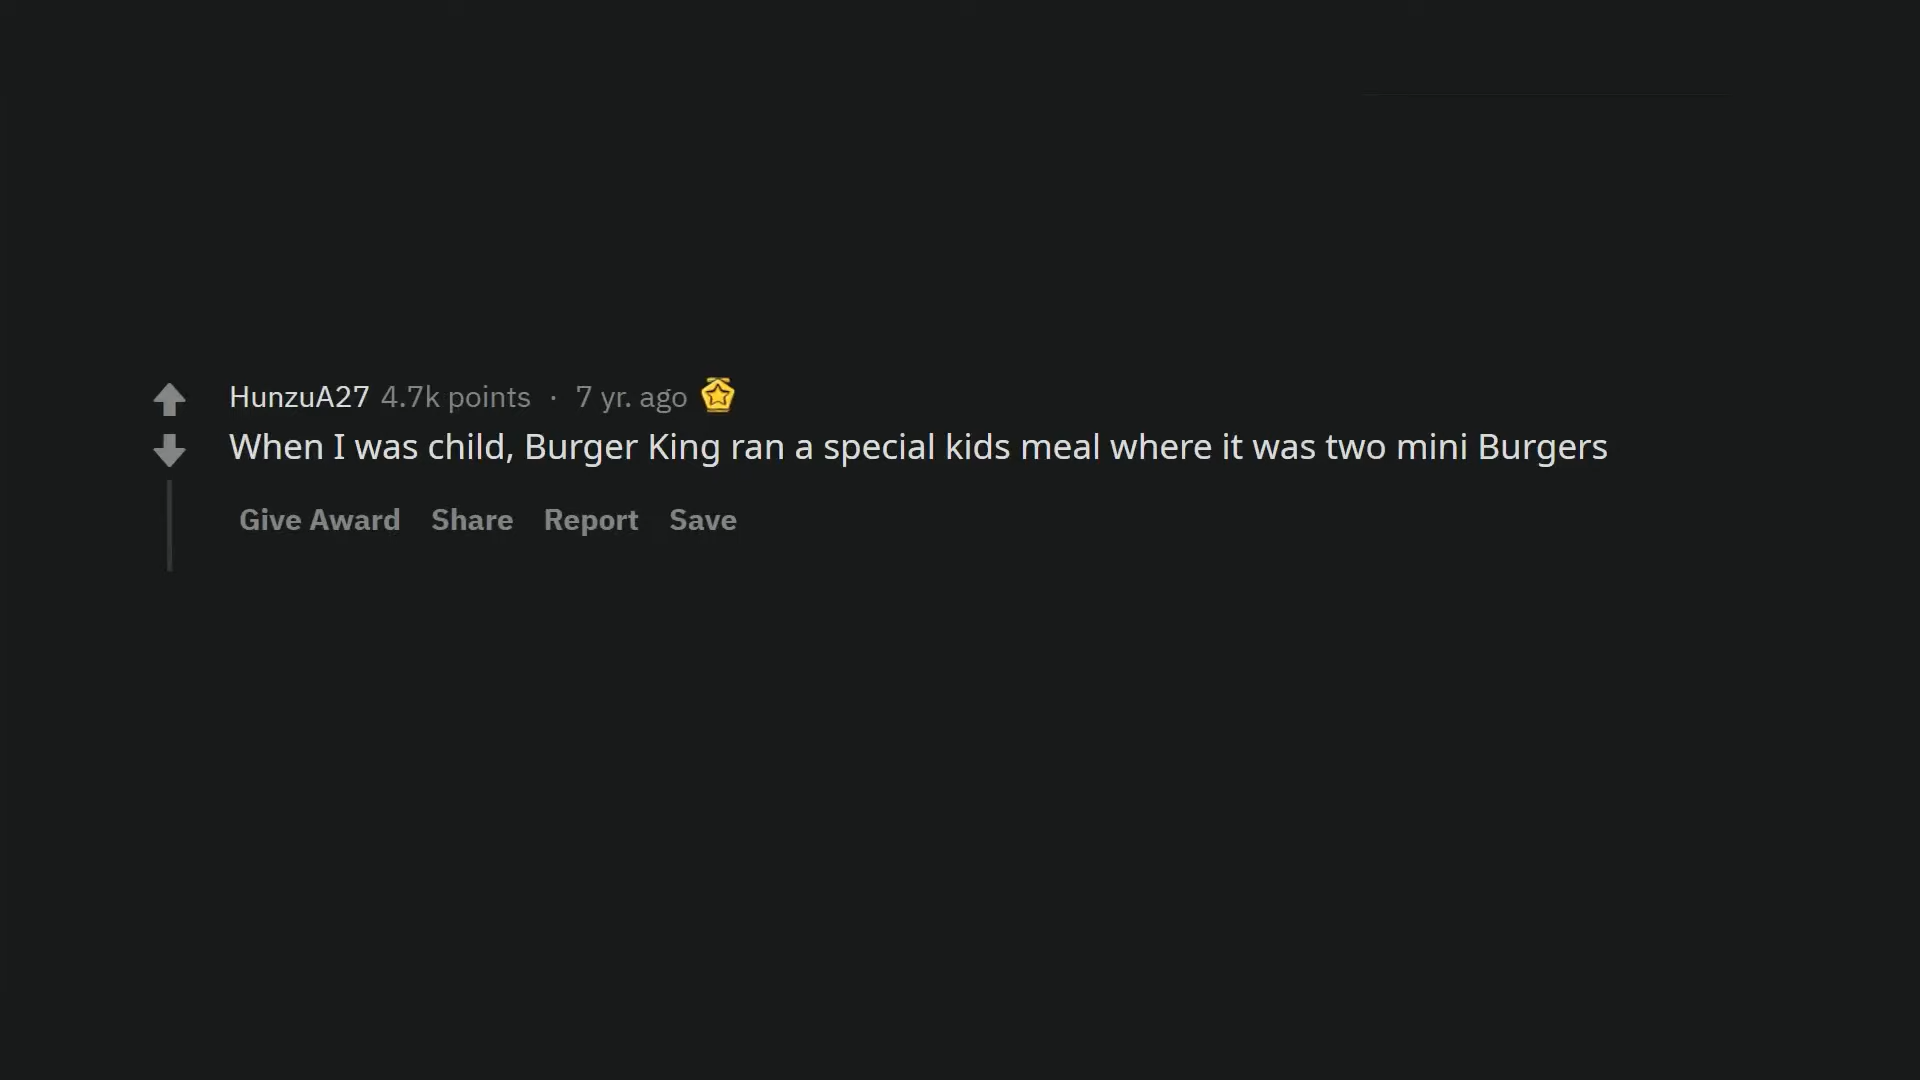 HunzuA27 4.7k points · 7 yr. ago
When I was child, Burger King ran a special kids meal where it was two mini Burgers
Give Award Share Report Save